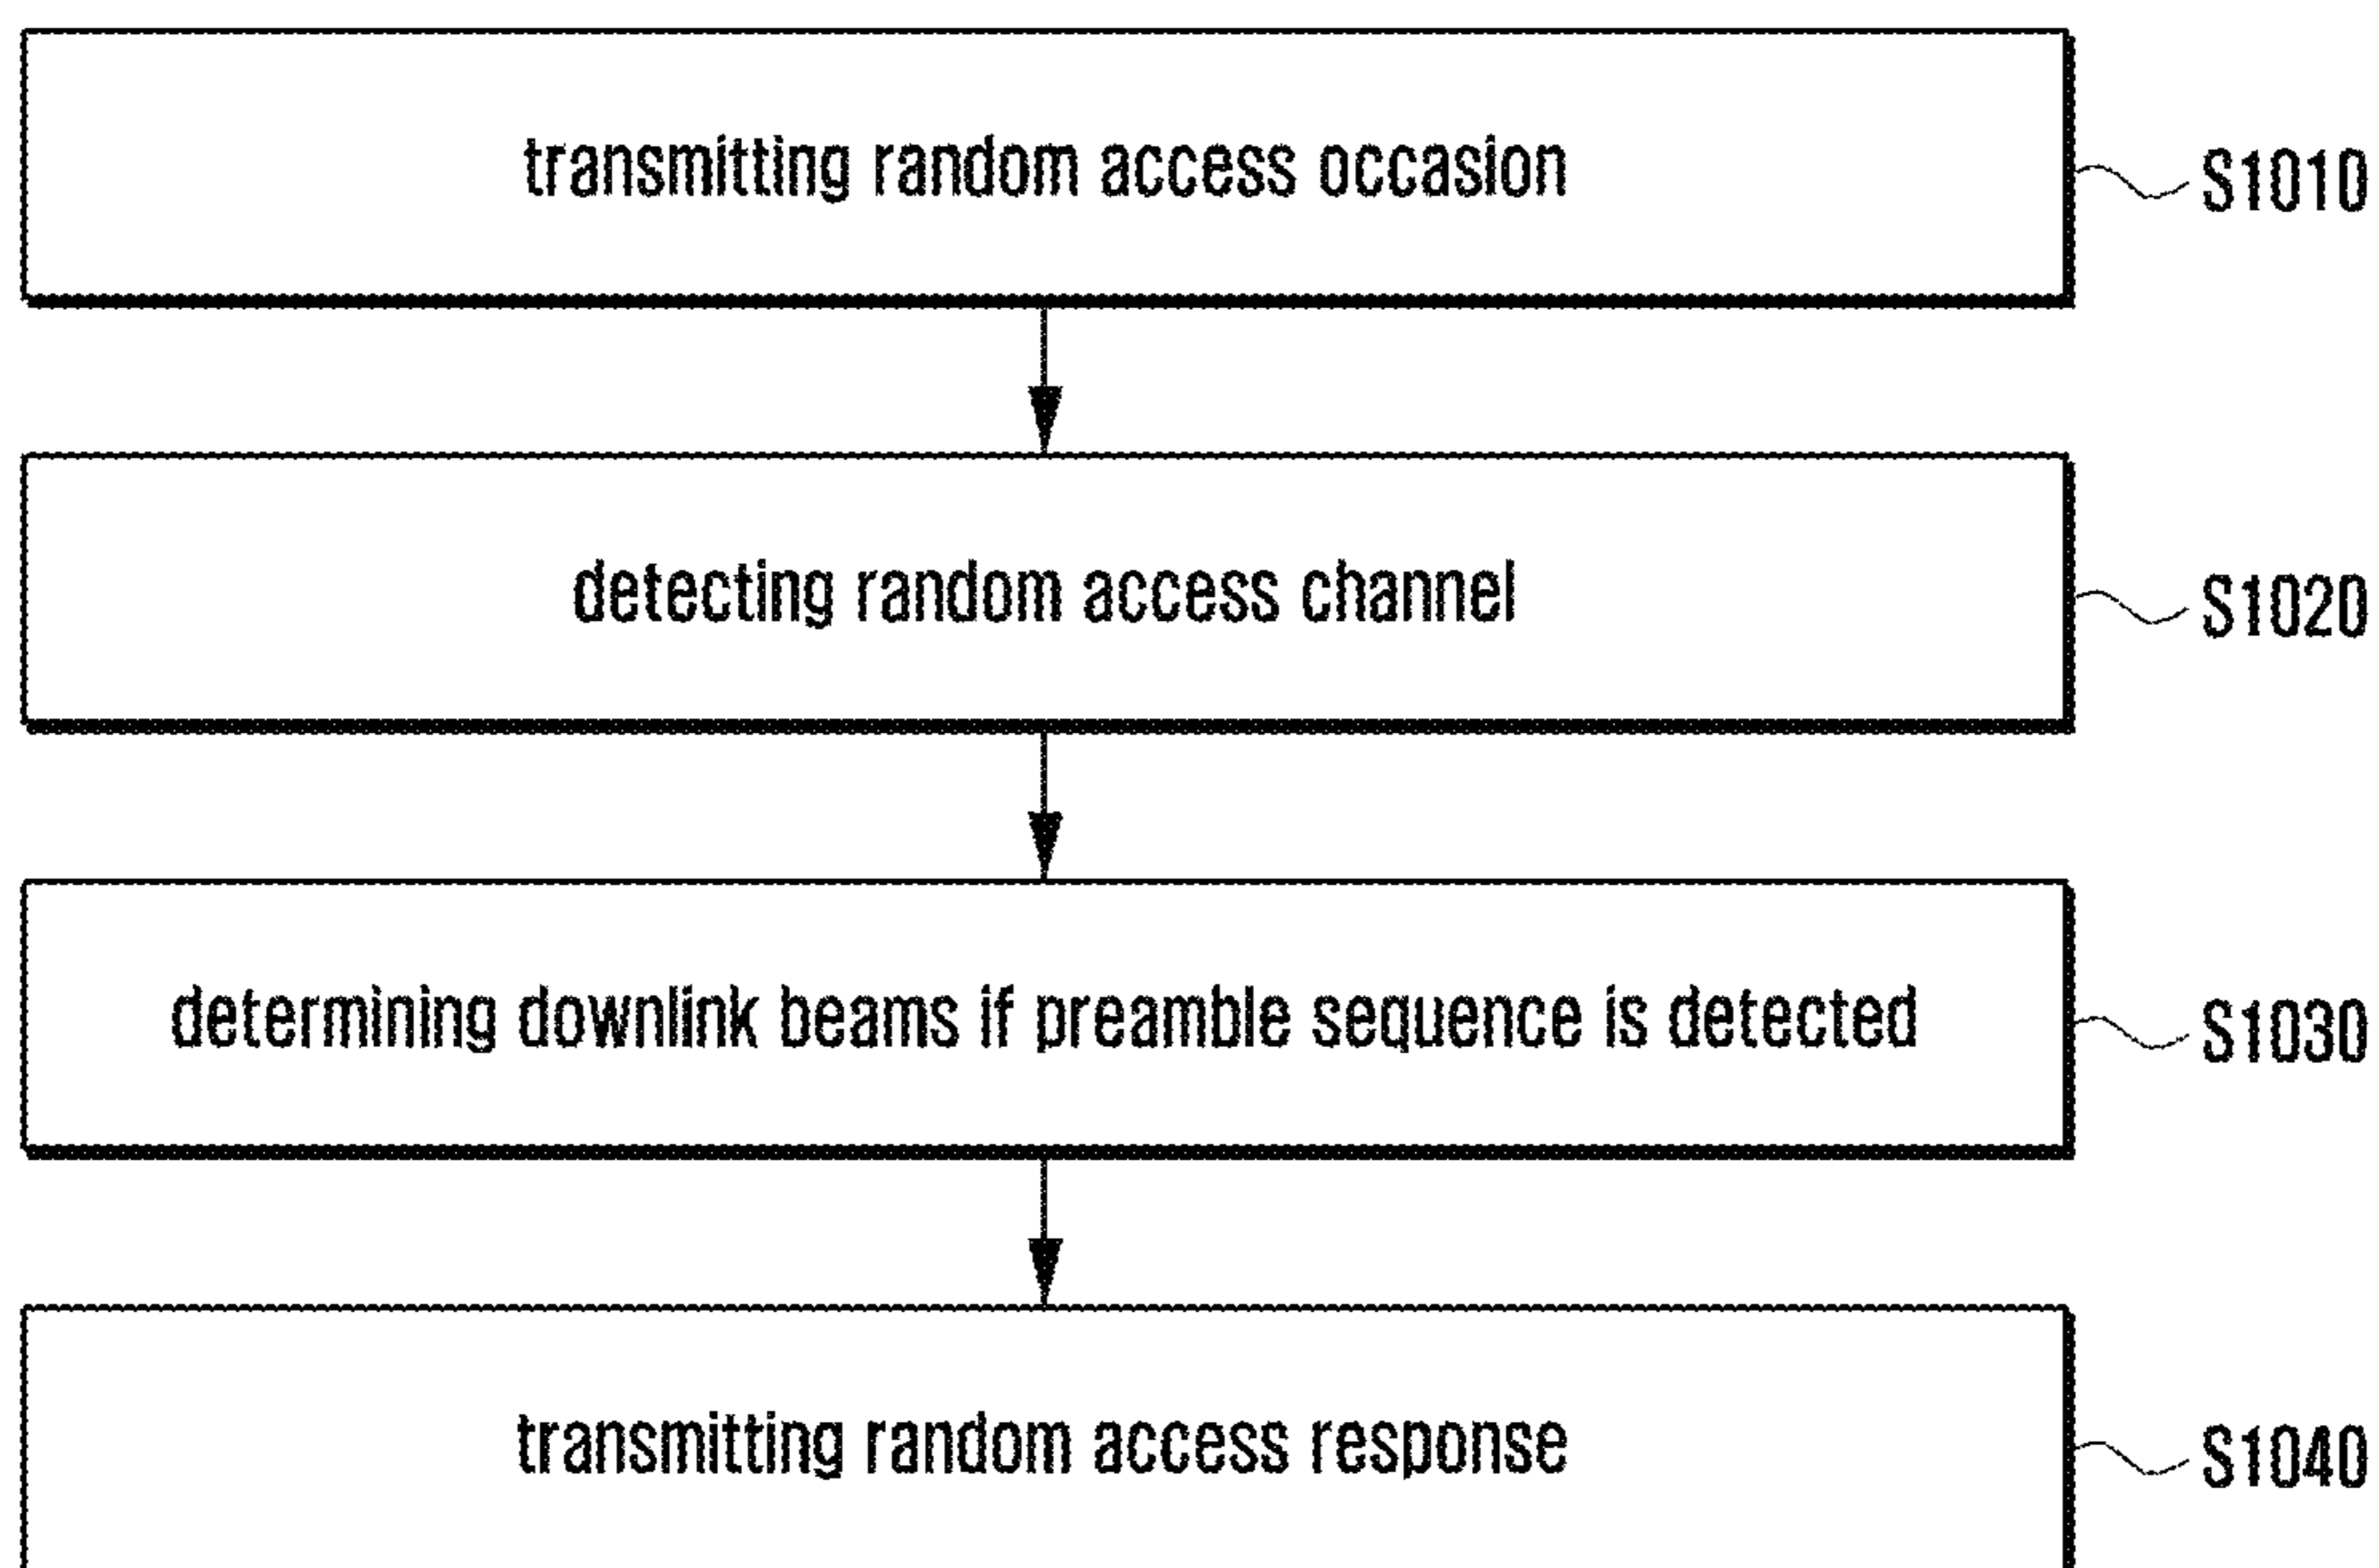 transmitting random access occasion
S1010
detecting random access channel
S1020
determining downlink beams if preamble sequence is detected
S1030
transmitting random access response
S1040